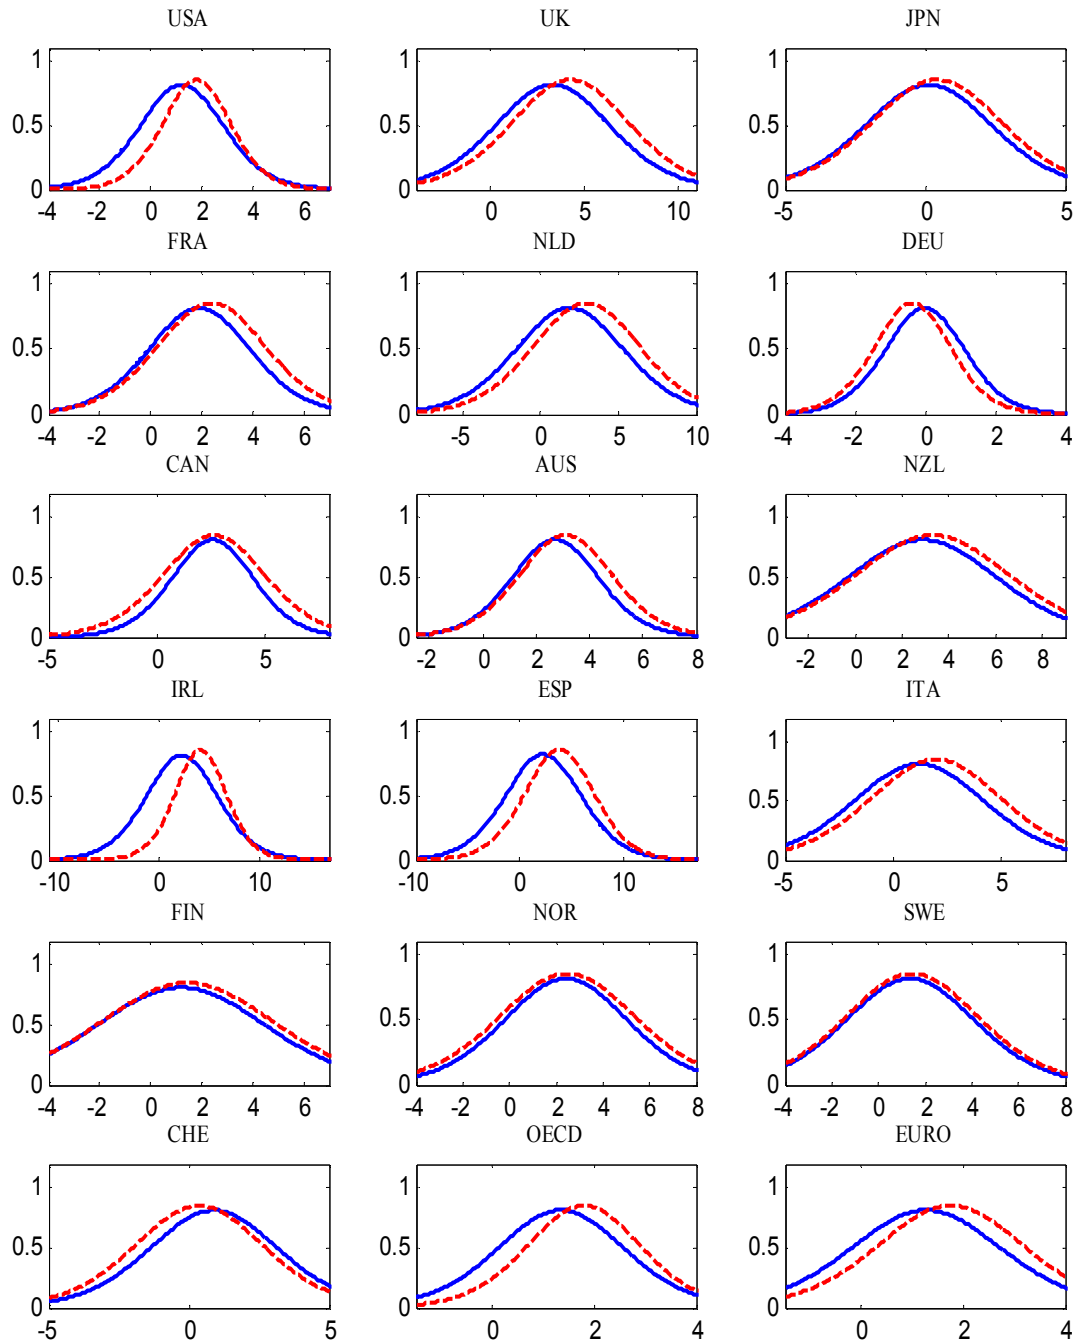 USA UK JPN
1 1 1
0.5 0.5 0.5
0 0 0
-4 -2 0 2 4 6 0 5 10 -5 0 5
FRA NLD DEU
1 1 1
0.5 0.5 0.5
0 0 0
-4 -2 0 2 4 6 -5 0 5 10 -4 -2 0 2 4
CAN AUS NZL
1 1 1
0.5 0.5 0.5
0 0 0
-5 0 5 -2 0 2 4 6 8 -2 0 2 4 6 8
IRL ESP ITA
1 1 1
0.5 0.5 0.5
0 0 0
-10 0 10 -10 0 10 -5 0 5
FIN NOR SWE
1 1 1
0.5 0.5 0.5
0 0 0
-4 -2 0 2 4 6 -4 -2 0 2 4 6 8 -4 -2 0 2 4 6 8
CHE OECD EURO
1 1 1
0.5 0.5 0.5
0 0 0
-5 0 5 0 2 4 0 2 4